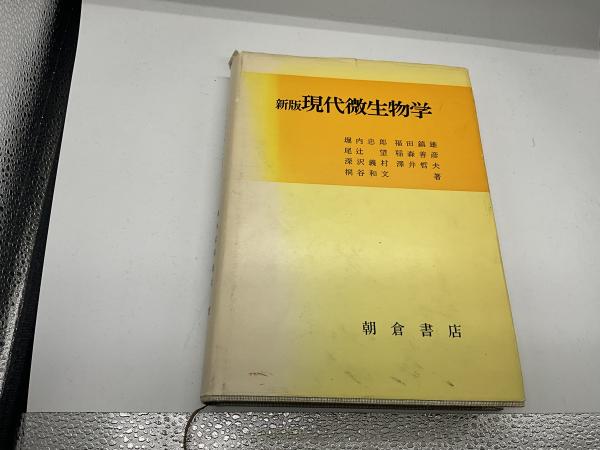 新版 現代微生物学
堀内忠郎 福田鎮雄
尾辻望 稲森善彦
深沢義村 澤井哲夫
桐谷和文 著
朝倉書店